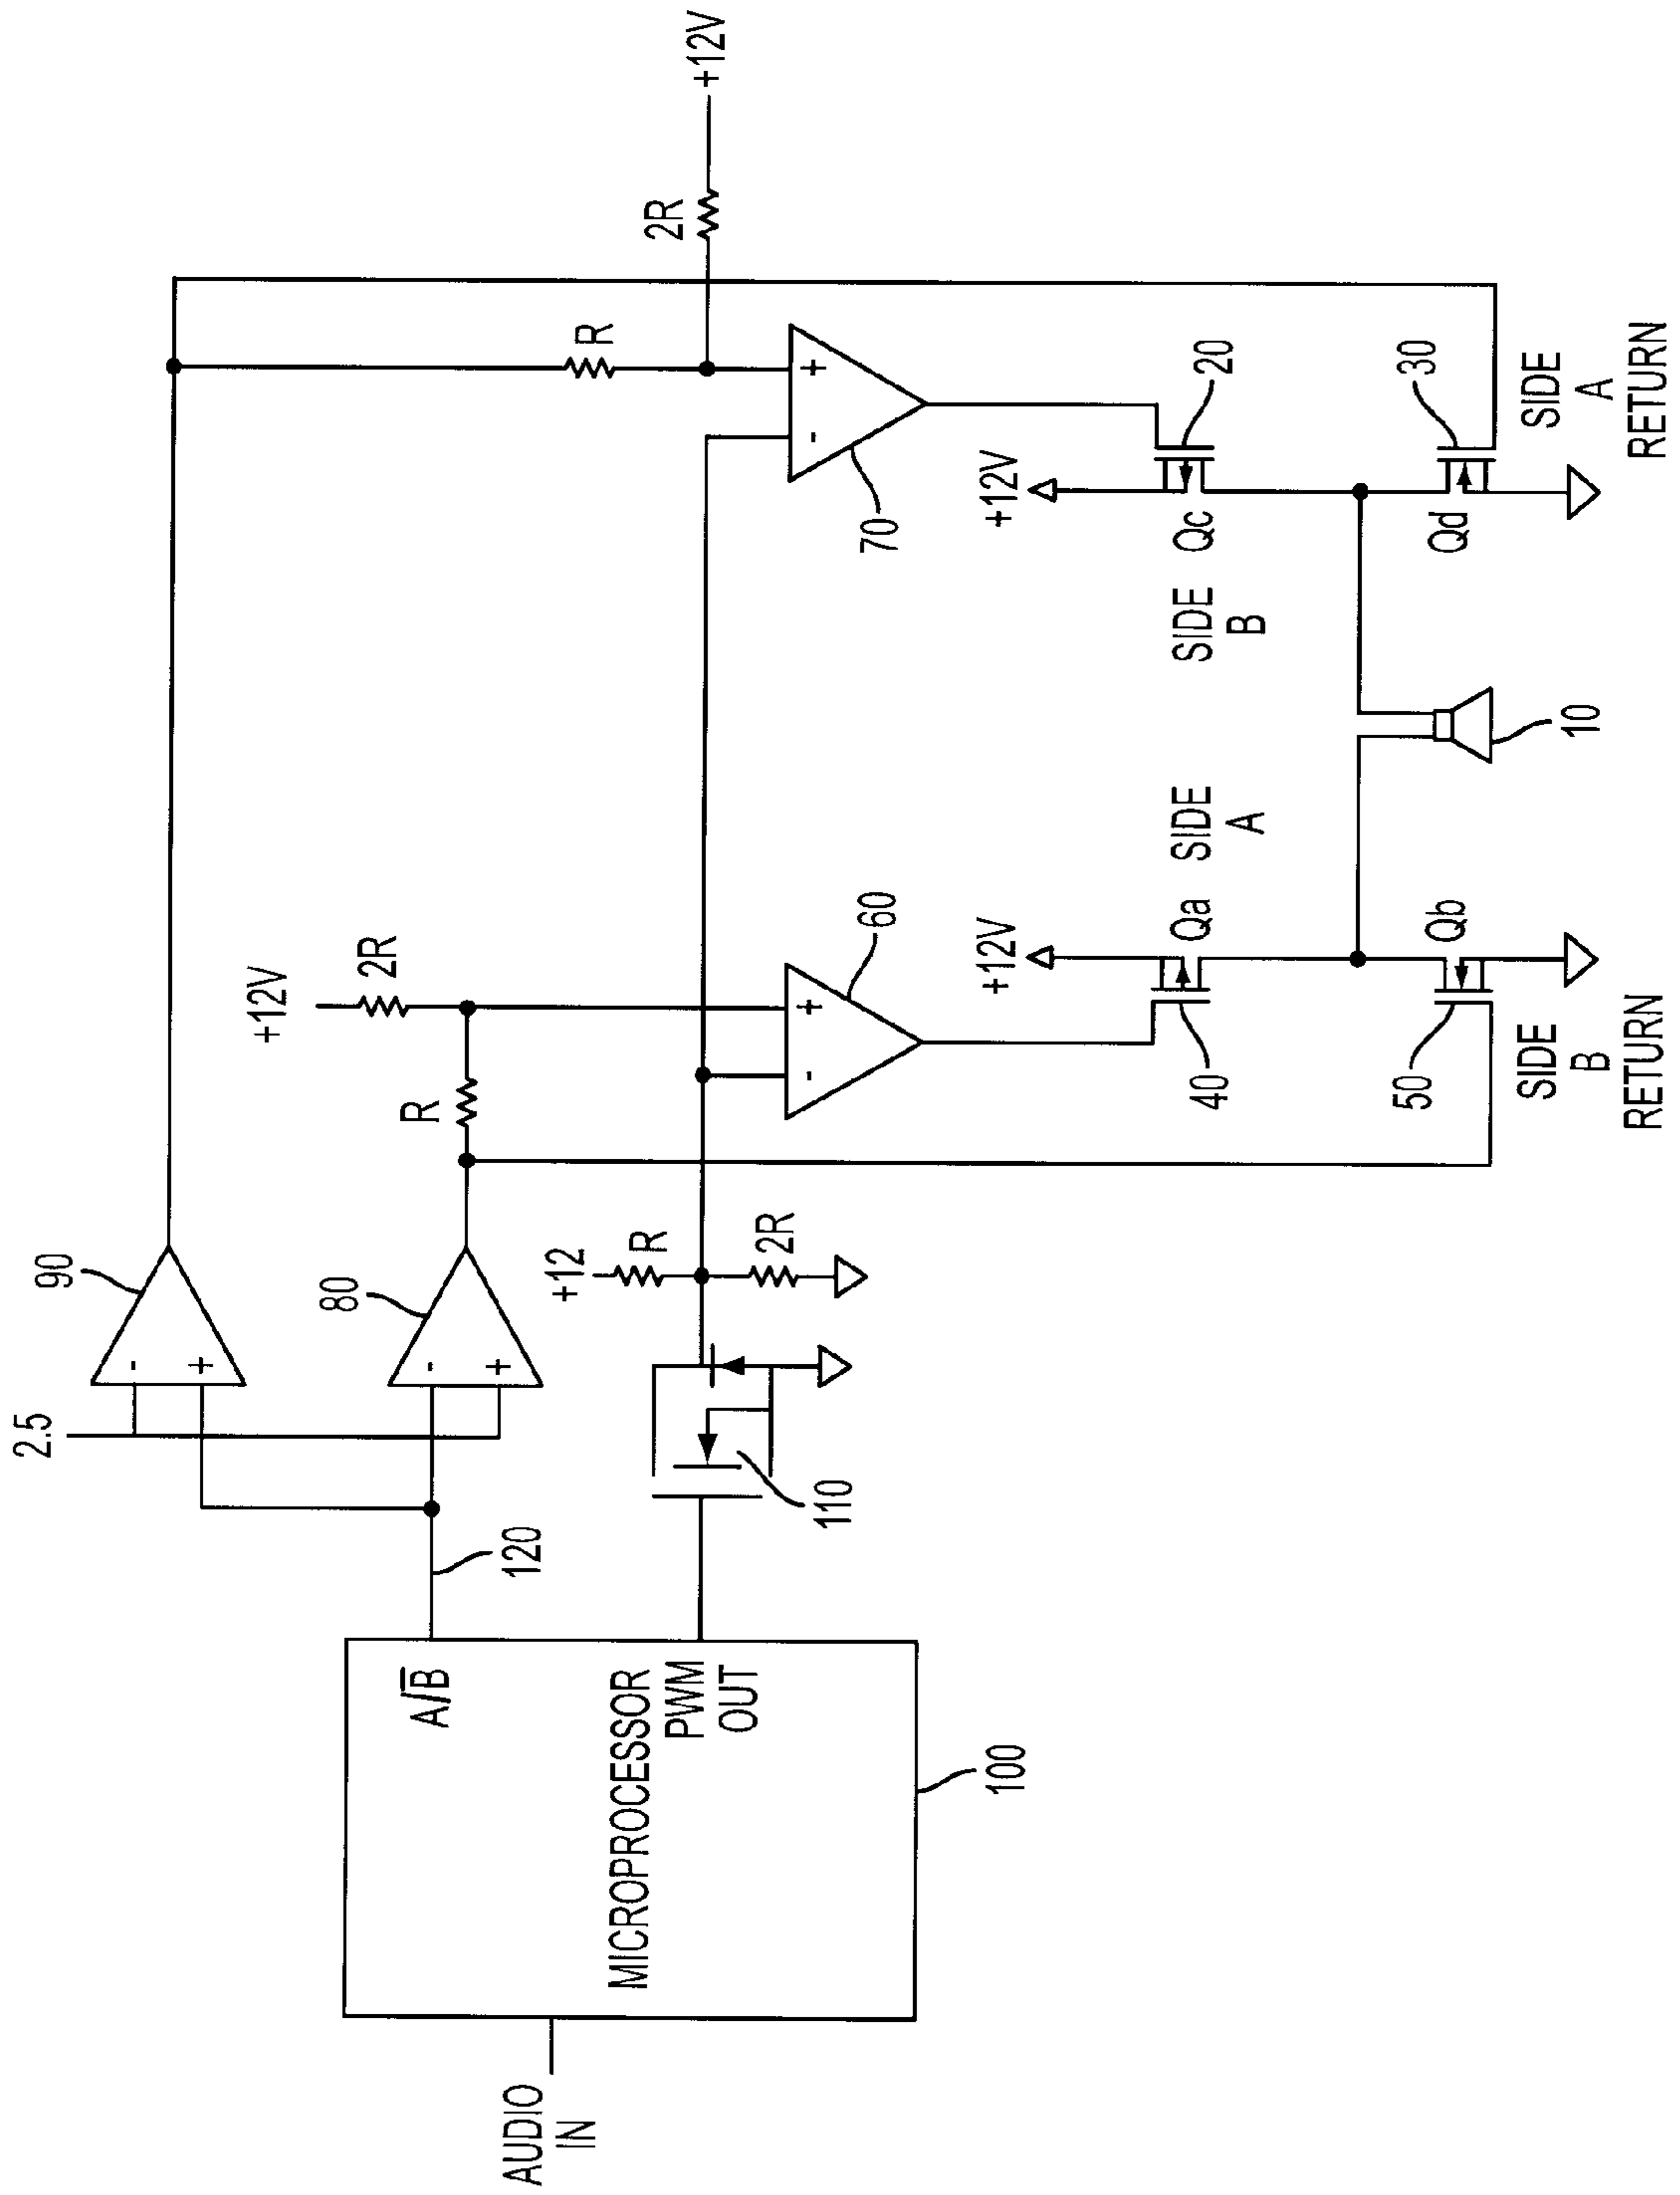 AUDIO
IN
MICROPROCESSOR
A/B̅
PWM
OUT
100
120
110
2.5
-
+
90
-
+
80
+12
R
2R
R
+12V
2R
-
+
60
-
+
70
R
2R
+12V
+12V
40
Qa
SIDE
A
50
Qb
SIDE
B
RETURN
10
+12V
20
Qc
SIDE
B
30
Qd
SIDE
A
RETURN